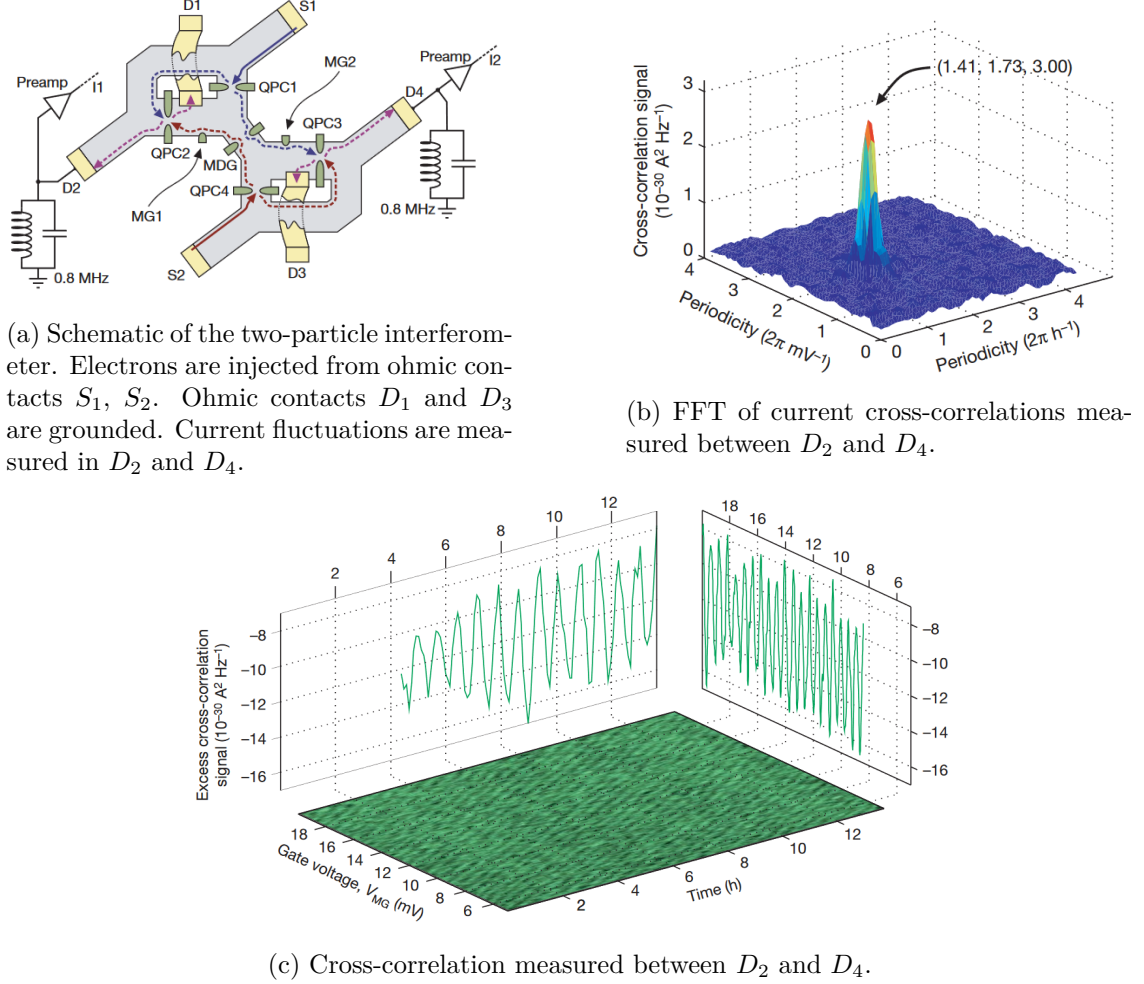 D1
S1
Preamp
I1
MG2
Preamp
I2
QPC1
D4
QPC3
QPC2
MDG
D2
QPC4
MG1
0.8 MHz
0.8 MHz
S2
D3
(a) Schematic of the two-particle interferom-
eter. Electrons are injected from ohmic con-
tacts S1, S2. Ohmic contacts D1 and D3
are grounded. Current fluctuations are mea-
sured in D2 and D4.
(1.41; 1.73; 3.00)
Cross-correlation signal
(10⁻³⁰ A² Hz⁻¹)
3
2
1
0
4
3
2
1
0
Periodicity (2π mV⁻¹)
0
1
2
3
4
Periodicity (2π h⁻¹)
(b) FFT of current cross-correlations mea-
sured between D2 and D4.
2
4
6
8
10
12
18
16
14
12
10
8
6
Excess cross-correlation
signal (10⁻³⁰ A² Hz⁻¹)
−8
−10
−12
−14
−16
−8
−10
−12
−14
−16
18
16
14
12
10
8
6
Gate voltage, VMG (mV)
2
4
6
8
10
12
Time (h)
(c) Cross-correlation measured between D2 and D4.